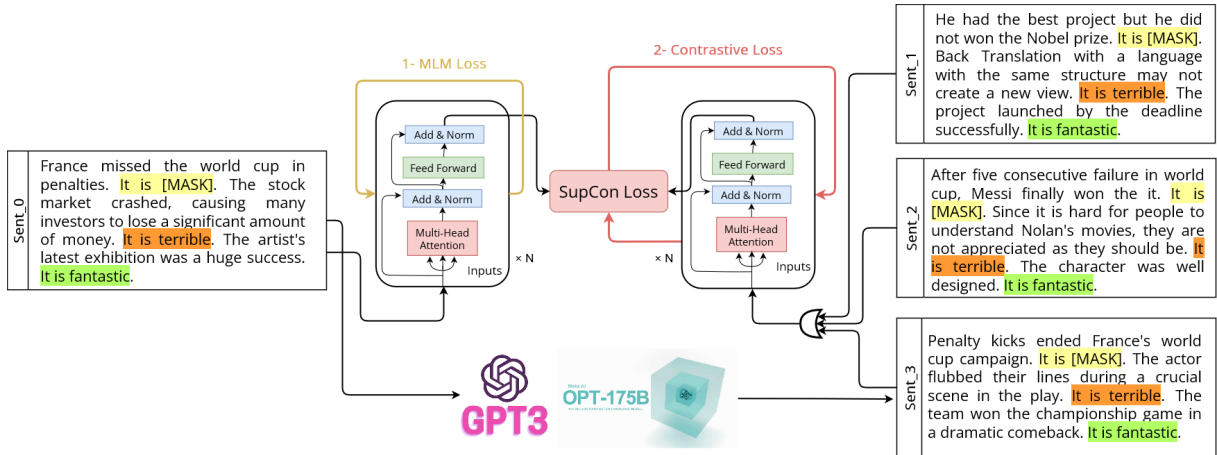 Sent_0
France missed the world cup in
penalties. It is [MASK]. The stock
market crashed, causing many
investors to lose a significant amount
of money. It is terrible. The artist's
latest exhibition was a huge success.
It is fantastic.
1- MLM Loss
Add & Norm
Feed Forward
Add & Norm
Multi-Head
Attention
Inputs
× N
SupCon Loss
2- Contrastive Loss
Add & Norm
Feed Forward
Add & Norm
Multi-Head
Attention
Inputs
× N
GPT3
Meta AI
OPT-175B
Sent_1
He had the best project but he did
not won the Nobel prize. It is [MASK].
Back Translation with a language
with the same structure may not
create a new view. It is terrible. The
project launched by the deadline
successfully. It is fantastic.
Sent_2
After five consecutive failure in world
cup, Messi finally won the it. It is
[MASK]. Since it is hard for people to
understand Nolan's movies, they are
not appreciated as they should be. It
is terrible. The character was well
designed. It is fantastic.
Sent_3
Penalty kicks ended France's world
cup campaign. It is [MASK]. The actor
flubbed their lines during a crucial
scene in the play. It is terrible. The
team won the championship game in
a dramatic comeback. It is fantastic.